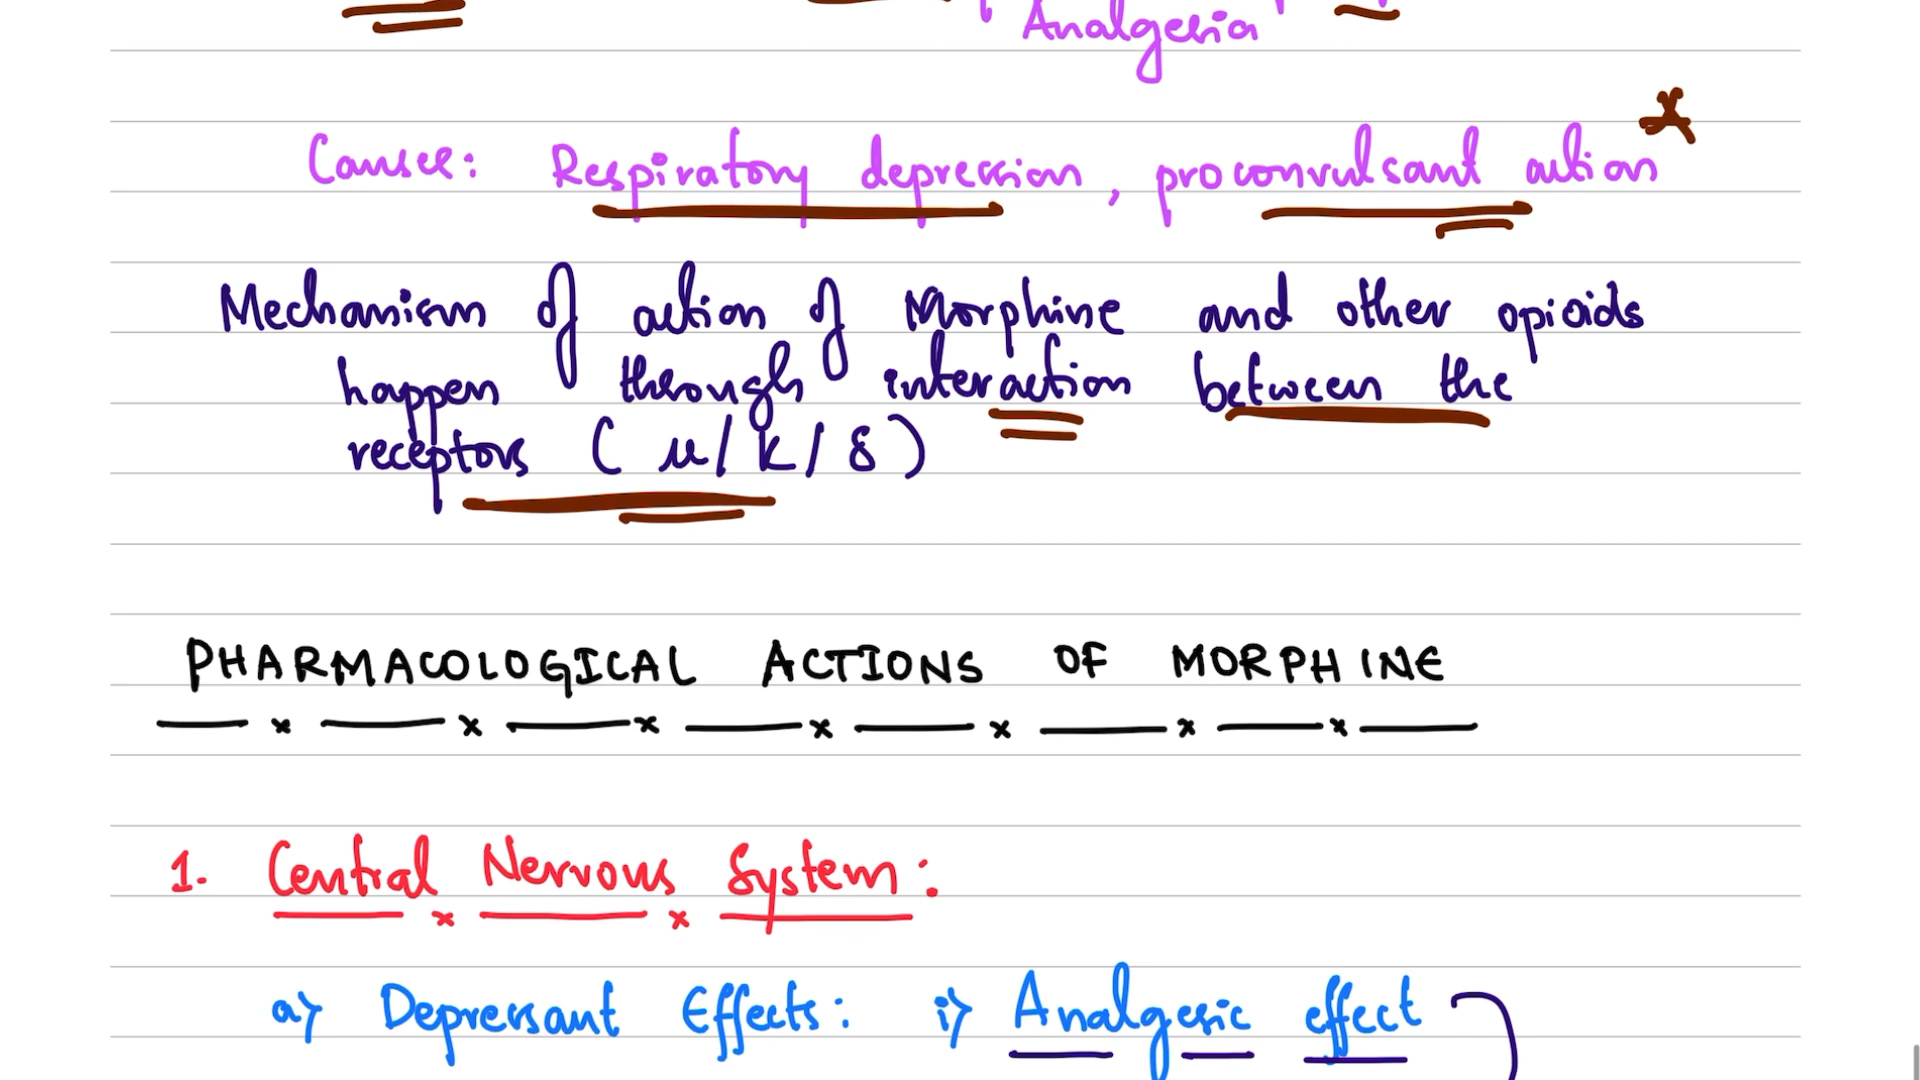 Analgesia
Causes: Respiratory depression, proconvulsant action
Mechanism of action of Morphine and other opioids
happen through interaction between the
receptors (μ/κ/δ)
PHARMACOLOGICAL ACTIONS OF MORPHINE
1. Central Nervous System:
a) Depressant Effects: i) Analgesic effect